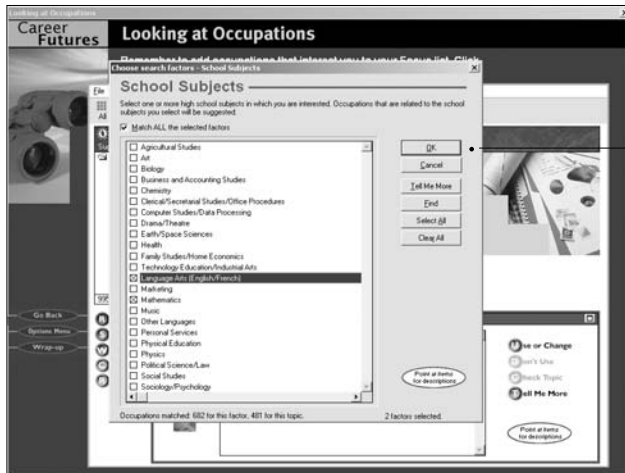 Looking at Occupations
Career
Futures
Looking at Occupations
Remember to add occupations that interest you to your Focus list. Click
Choose search factors - School Subjects
School Subjects
Select one or more high school subjects in which you are interested. Occupations that are related to the school
subjects you select will be suggested.
Match ALL the selected factors
File
All
Agricultural Studies
Art
Biology
Business and Accounting Studies
Chemistry
Clerical/Secretarial Studies/Office Procedures
Computer Studies/Data Processing
Drama/Theatre
Earth/Space Sciences
Health
Family Studies/Home Economics
Technology Education/Industrial Arts
Language Arts (English/French)
Marketing
Mathematics
Music
Other Languages
Personal Services
Physical Education
Physics
Political Science/Law
Social Studies
Sociology/Psychology
OK
Cancel
Tell Me More
Find
Select All
Clear All
Point at items
for descriptions
Occupations matched: 682 for this factor, 481 for this topic.
2 factors selected.
Go Back
Options Menu
Wrap-up
Use or Change
Don't Use
Check Topic
Tell Me More
Point at items
for descriptions